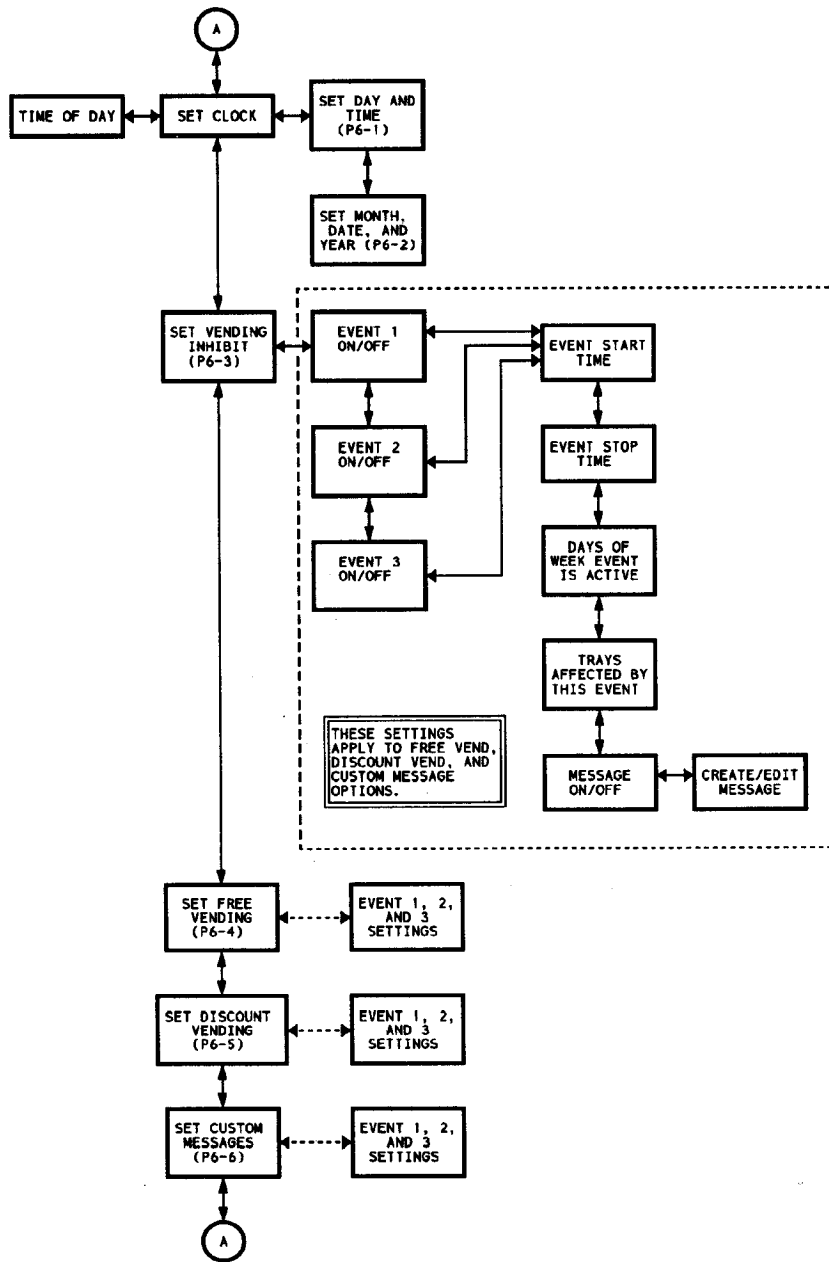 A
TIME OF DAY
SET CLOCK
SET DAY AND
TIME
(P6-1)
SET MONTH,
DATE, AND
YEAR (P6-2)
SET VENDING
INHIBIT
(P6-3)
EVENT 1
ON/OFF
EVENT START
TIME
EVENT 2
ON/OFF
EVENT STOP
TIME
EVENT 3
ON/OFF
DAYS OF
WEEK EVENT
IS ACTIVE
TRAYS
AFFECTED BY
THIS EVENT
THESE SETTINGS
APPLY TO FREE VEND,
DISCOUNT VEND, AND
CUSTOM MESSAGE
OPTIONS.
MESSAGE
ON/OFF
CREATE/EDIT
MESSAGE
SET FREE
VENDING
(P6-4)
EVENT 1, 2,
AND 3
SETTINGS
SET DISCOUNT
VENDING
(P6-5)
EVENT 1, 2,
AND 3
SETTINGS
SET CUSTOM
MESSAGES
(P6-6)
EVENT 1, 2,
AND 3
SETTINGS
A